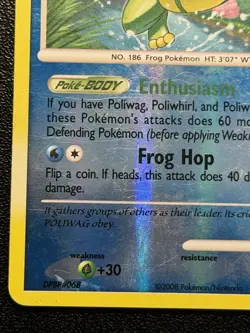 NO. 186 Frog Pokémon HT: 3'07" W
Poké-BODY Enthusiasm
If you have Poliwag, Poliwhirl, and Poliw
these Pokémon's attacks does 60 mo
Defending Pokémon (before applying Weakn
Frog Hop
Flip a coin. If heads, this attack does 40 d
damage.
It gathers groups of others as their leader. Its cri
POLIWAG obey.
weakness resistance
+30
DPBP#068
©2008 Pokémon/Nintendo